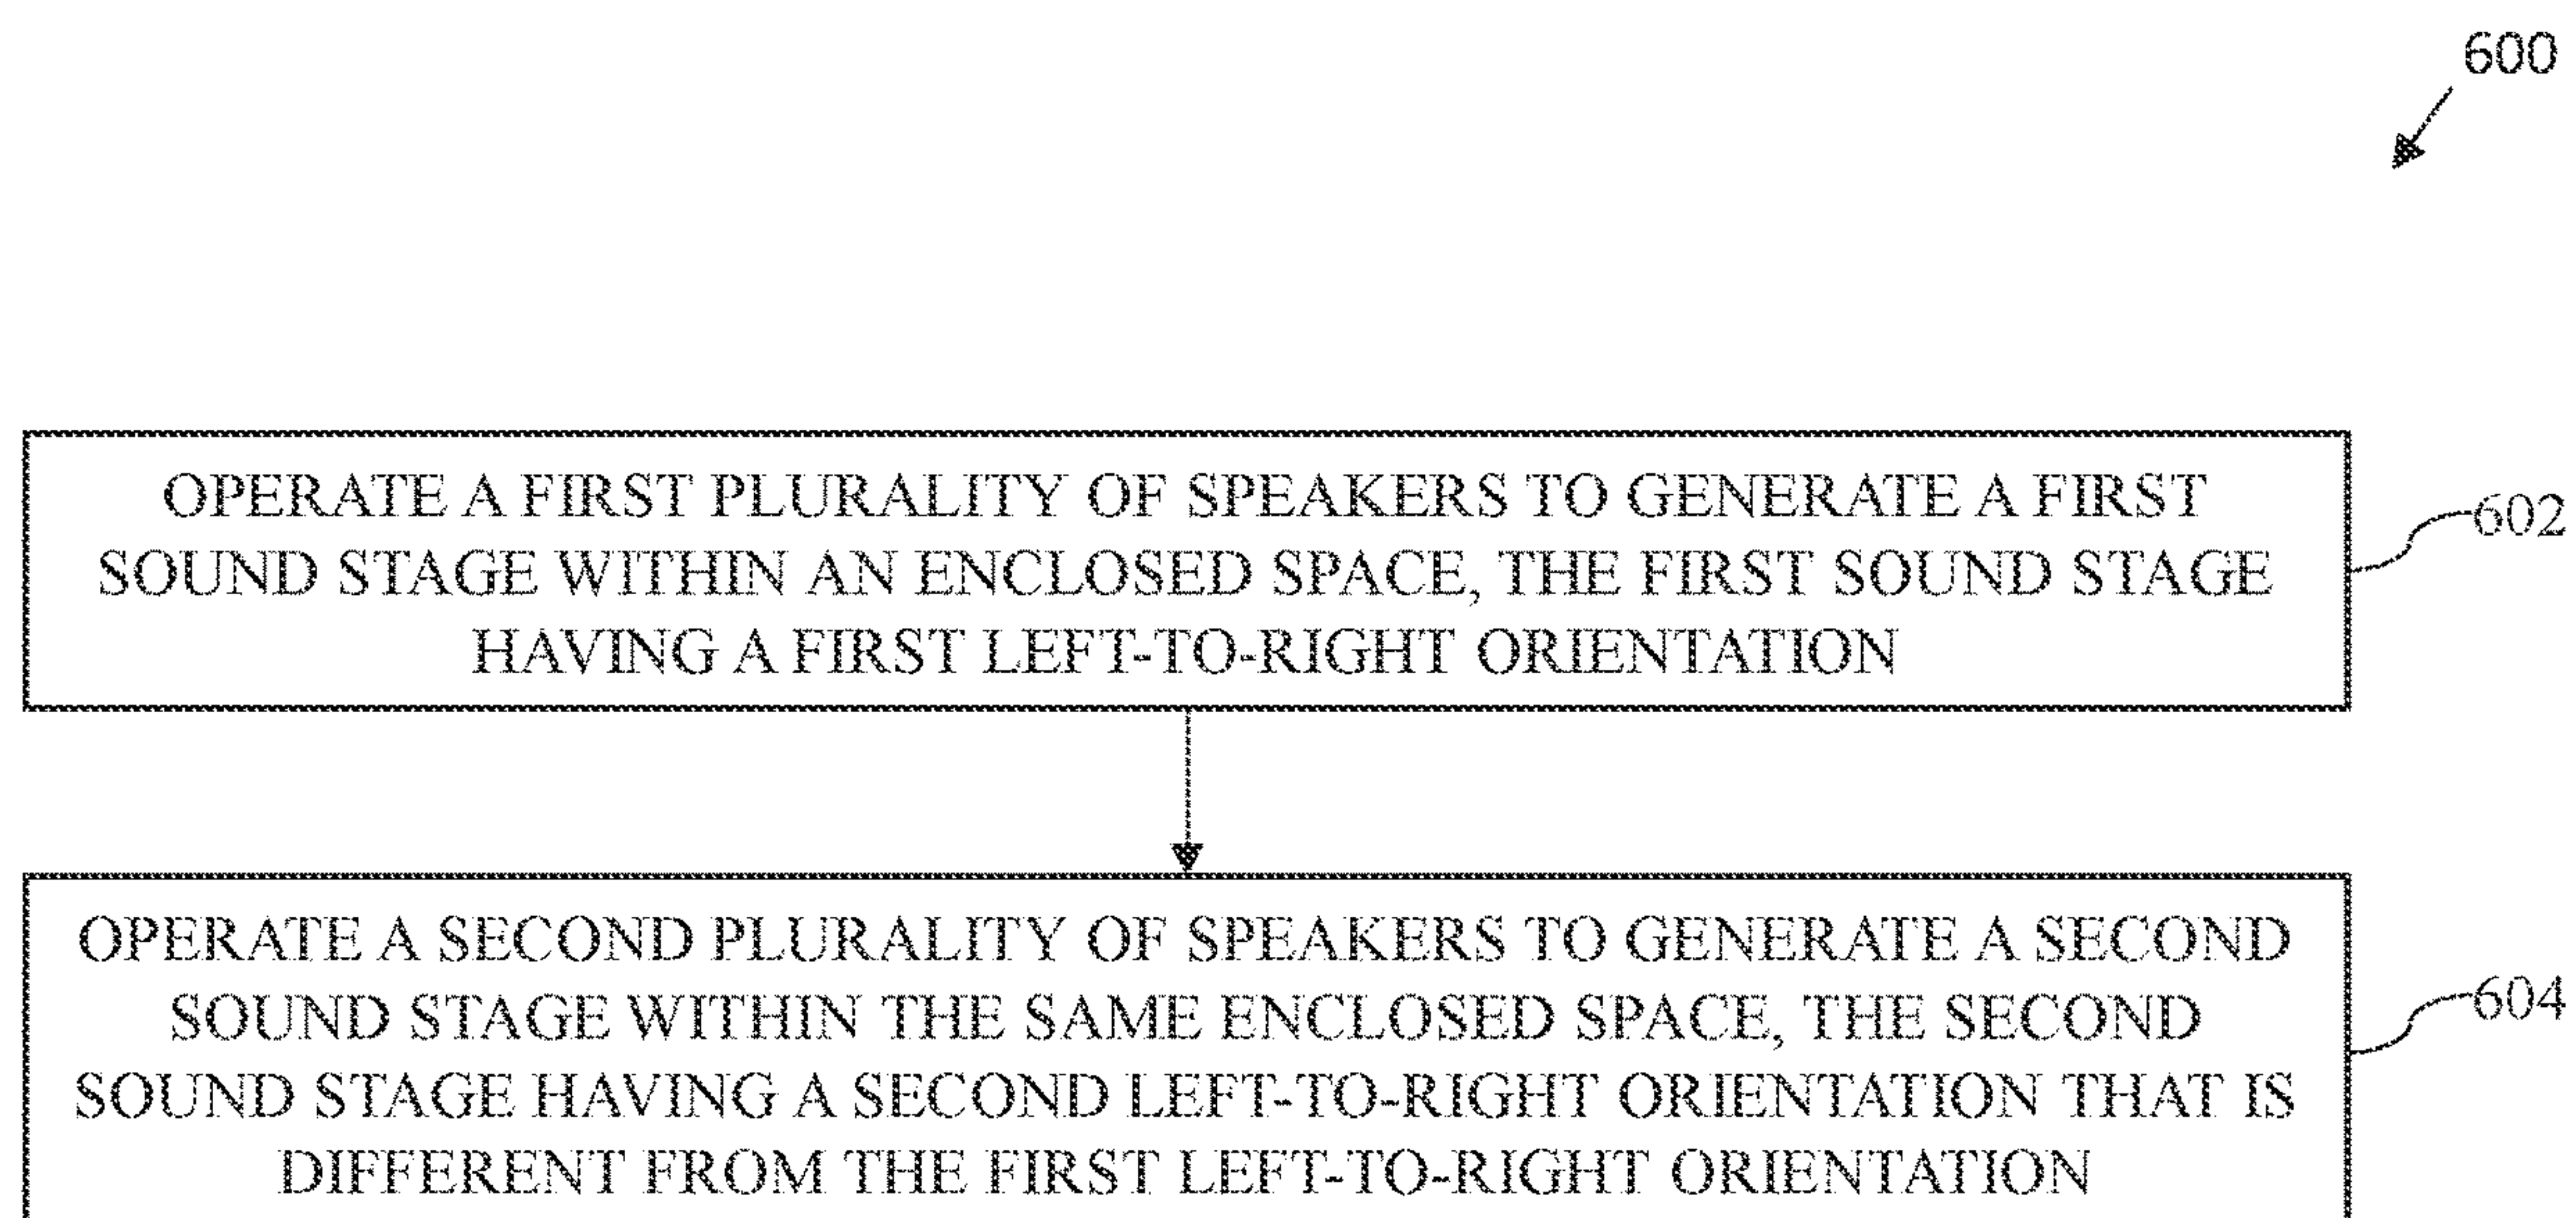 600
OPERATE A FIRST PLURALITY OF SPEAKERS TO GENERATE A FIRST
SOUND STAGE WITHIN AN ENCLOSED SPACE, THE FIRST SOUND STAGE
HAVING A FIRST LEFT-TO-RIGHT ORIENTATION
602
OPERATE A SECOND PLURALITY OF SPEAKERS TO GENERATE A SECOND
SOUND STAGE WITHIN THE SAME ENCLOSED SPACE, THE SECOND
SOUND STAGE HAVING A SECOND LEFT-TO-RIGHT ORIENTATION THAT IS
DIFFERENT FROM THE FIRST LEFT-TO-RIGHT ORIENTATION
604